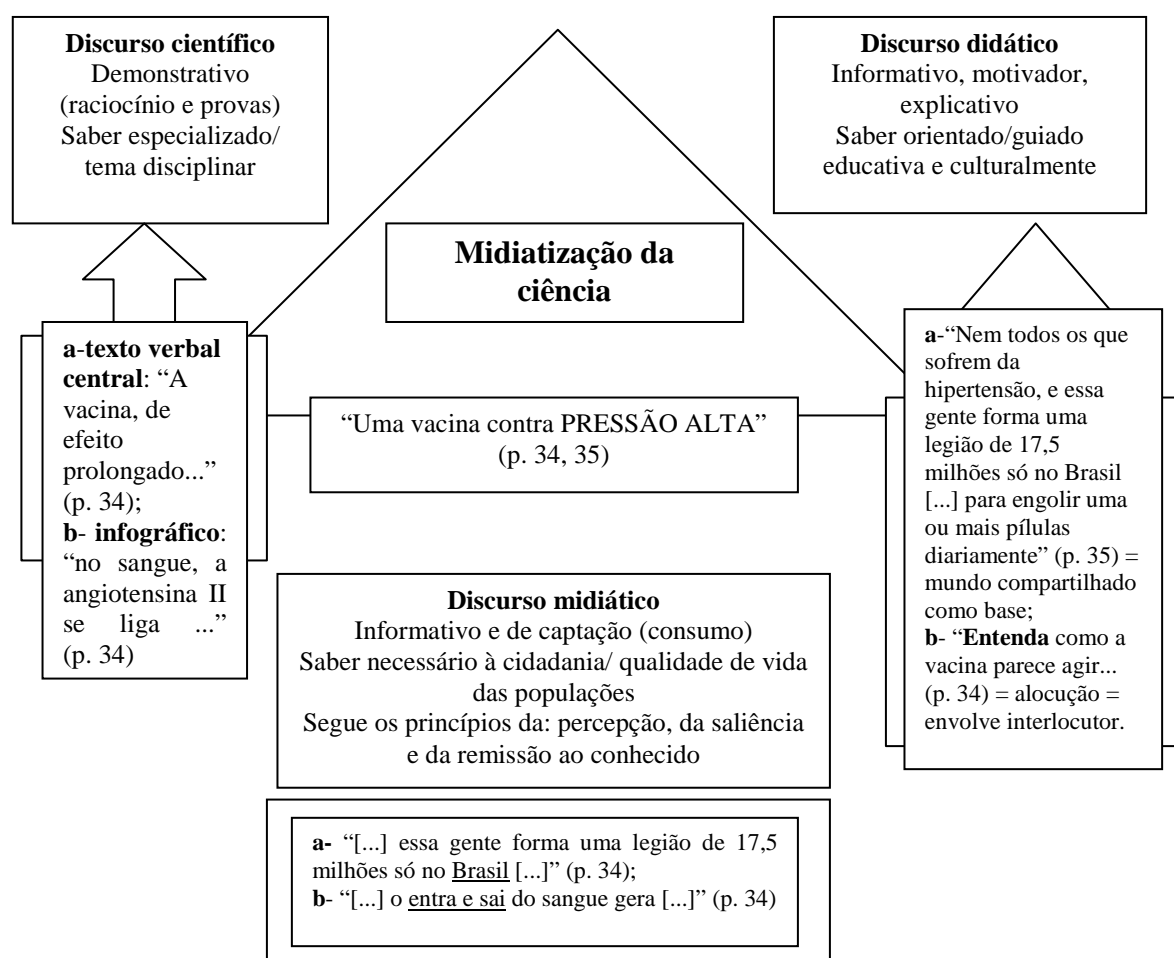 Discurso científico
Demonstrativo
(raciocínio e provas)
Saber especializado/
tema disciplinar
Discurso didático
Informativo, motivador,
explicativo
Saber orientado/guiado
educativa e culturalmente
Midiatização da
ciência
a-texto verbal
central: “A
vacina, de
efeito
prolongado...”
(p. 34);
b- infográfico:
“no sangue, a
angiotensina II
se liga ...”
(p. 34)
“Uma vacina contra PRESSÃO ALTA”
(p. 34, 35)
a-“Nem todos os que
sofrem da
hipertensão, e essa
gente forma uma
legião de 17,5
milhões só no Brasil
[...] para engolir uma
ou mais pílulas
diariamente” (p. 35) =
mundo compartilhado
como base;
b- “Entenda como a
vacina parece agir...
(p. 34) = alocução =
envolve interlocutor.
Discurso midiático
Informativo e de captação (consumo)
Saber necessário à cidadania/ qualidade de vida
das populações
Segue os princípios da: percepção, da saliência
e da remissão ao conhecido
a- “[...] essa gente forma uma legião de 17,5
milhões só no Brasil [...]” (p. 34);
b- “[...] o entra e sai do sangue gera [...]” (p. 34)